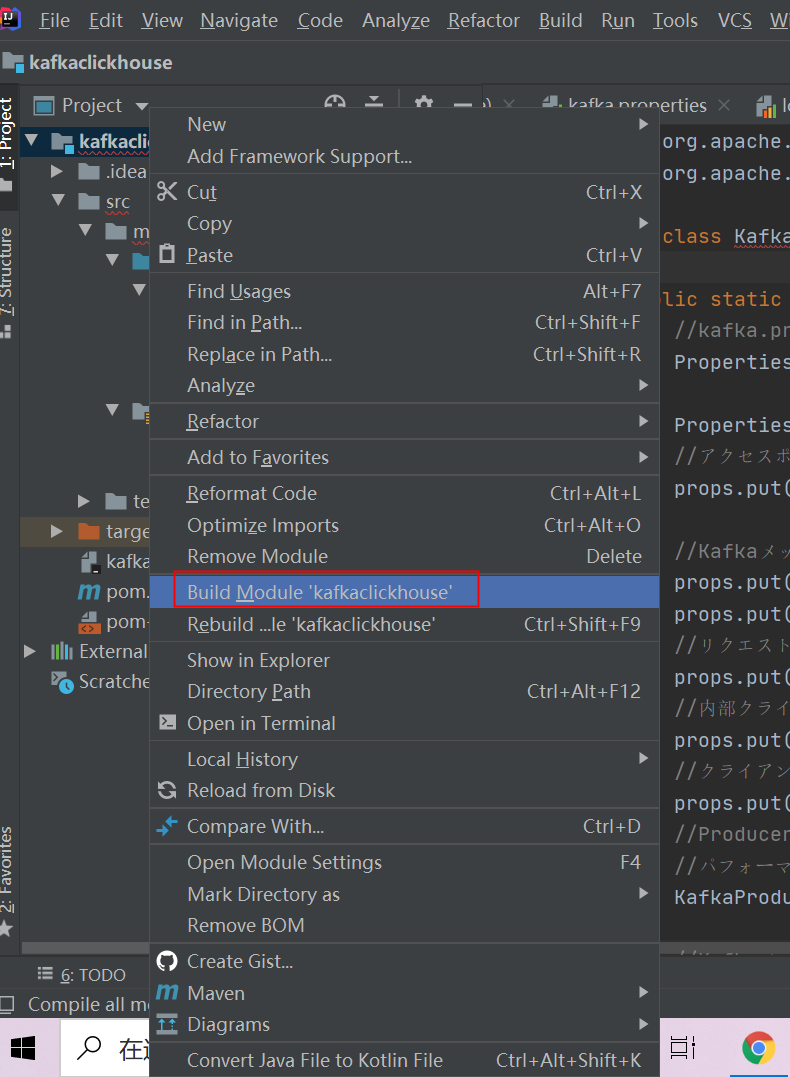 File Edit View Navigate Code Analyze Refactor Build Run Tools VCS
kafkaclickhouse
Project kafka.properties
1: Project
7: Structure
2: Favorites
.idea
src
External
6: TODO
New
Add Framework Support...
Cut Ctrl+X
Copy
Paste Ctrl+V
Find Usages Alt+F7
Find in Path... Ctrl+Shift+F
Replace in Path... Ctrl+Shift+R
Analyze
Refactor
Add to Favorites
Reformat Code Ctrl+Alt+L
Optimize Imports Ctrl+Alt+O
Remove Module Delete
Build Module 'kafkaclickhouse'
Rebuild ...le 'kafkaclickhouse' Ctrl+Shift+F9
Show in Explorer
Directory Path Ctrl+Alt+F12
Open in Terminal
Local History
Reload from Disk
Compare With... Ctrl+D
Open Module Settings F4
Mark Directory as
Remove BOM
Create Gist...
Maven
Diagrams
Convert Java File to Kotlin File Ctrl+Alt+Shift+K
org.apache.
org.apache.
class Kafka
lic static
//kafka.pr
Properties
Properties
//アクセスポ
props.put(
//Kafkaメッ
props.put(
props.put(
//リクエスト
props.put(
//内部クライ
props.put(
//クライアン
props.put(
//Producer
//パフォーマ
KafkaProdu
Compile all
在